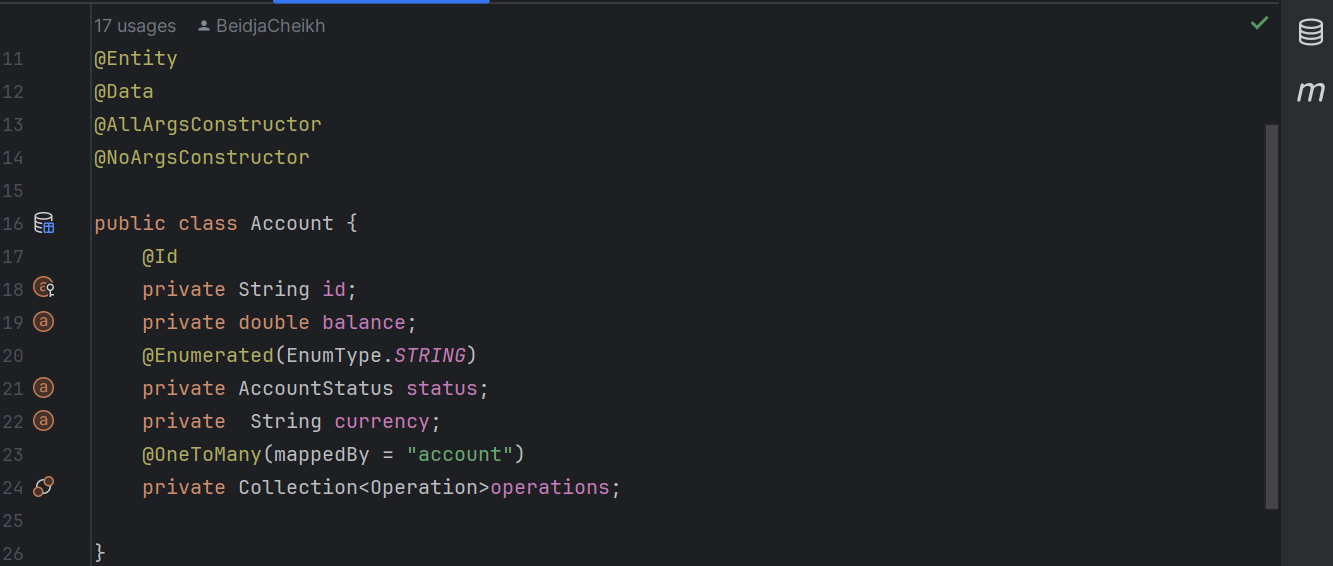 17 usages BeidjaCheikh
11 @Entity
12 @Data
13 @AllArgsConstructor
14 @NoArgsConstructor
15
16 public class Account {
17 @Id
18 private String id;
19 private double balance;
20 @Enumerated(EnumType.STRING)
21 private AccountStatus status;
22 private  String currency;
23 @OneToMany(mappedBy = "account")
24 private Collection<Operation>operations;
25
26 }
m